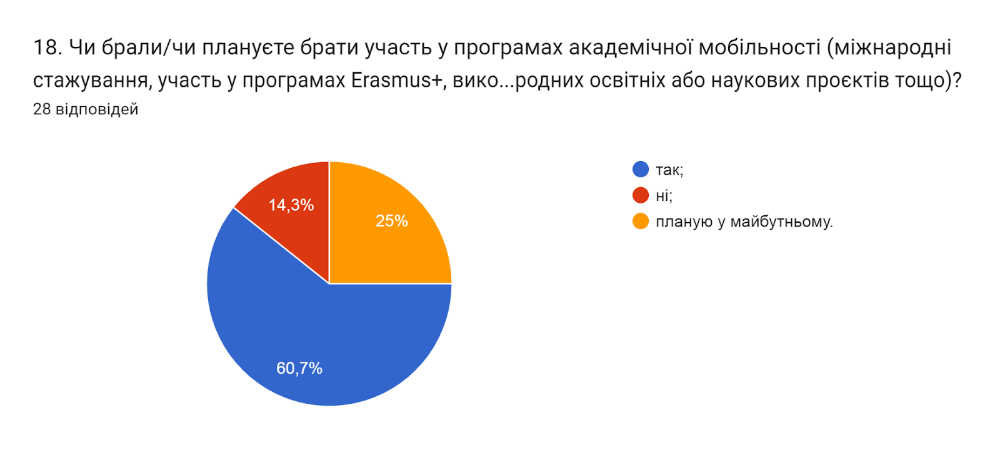 18. Чи брали/чи плануєте брати участь у програмах академічної мобільності (міжнародні
стажування, участь у програмах Erasmus+, вико...родних освітніх або наукових проєктів тощо)?
28 відповідей
так;
ні;
планую у майбутньому.
14,3%
25%
60,7%